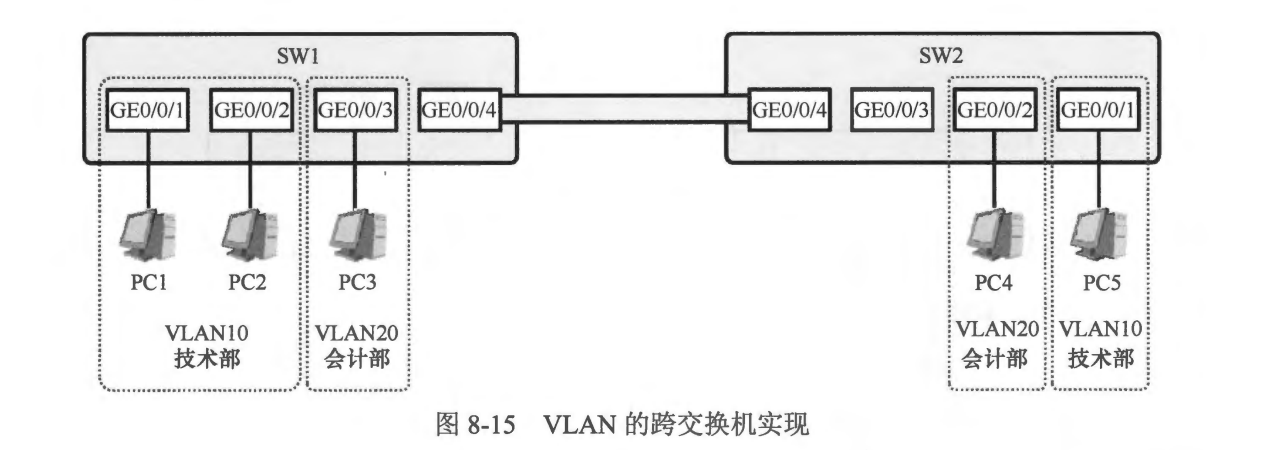 SW1 SW2
GE0/0/1 GE0/0/2 GE0/0/3 GE0/0/4 GE0/0/4 GE0/0/3 GE0/0/2 GE0/0/1
PC1 PC2 PC3 PC4 PC5
VLAN10 VLAN20 VLAN20 VLAN10
技术部 会计部 会计部 技术部
图 8-15 VLAN 的跨交换机实现